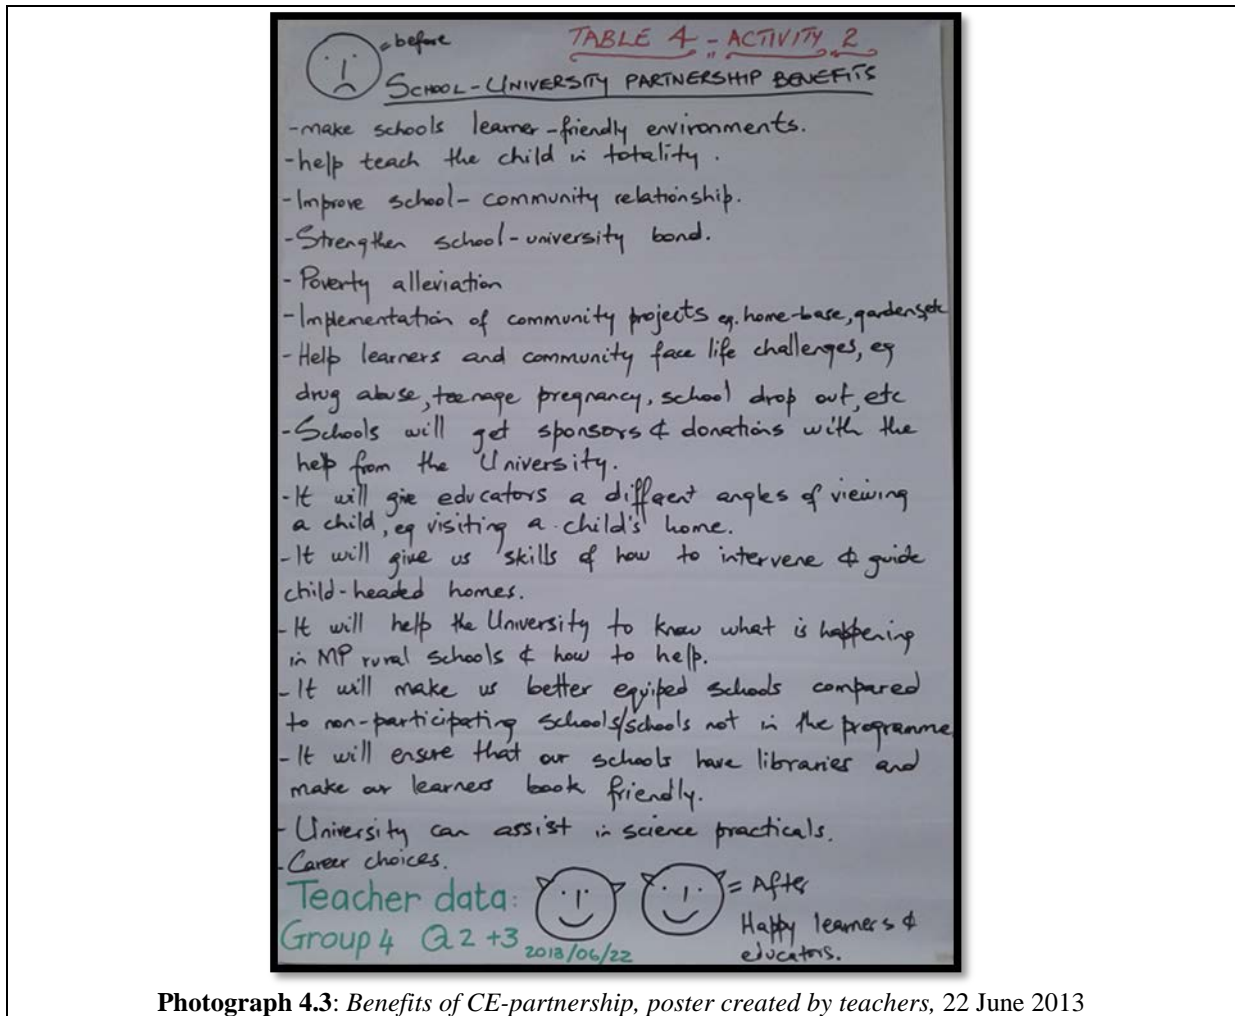 = before
TABLE 4 - ACTIVITY 2
SCHOOL - UNIVERSITY PARTNERSHIP BENEFITS
- make schools learner - friendly environments.
- help teach the child in totality.
- Improve school - community relationship.
- Strengthen school - university bond.
- Poverty alleviation
- Implementation of community projects eg. home-base, gardens, etc
- Help learners and community face life challenges, eg
drug abuse, teenage pregnancy, school drop out, etc
- Schools will get sponsors & donations with the
help from the University.
- It will give educators a different angles of viewing
a child, eg visiting a child's home.
- It will give us skills of how to intervene & guide
child-headed homes.
- It will help the University to know what is happening
in MP rural schools & how to help.
- It will make us better equiped schools compared
to non-participating schools/schools not in the programme
- It will ensure that our schools have libraries and
make our learners book friendly.
- University can assist in science practicals.
- Career choices.
Teacher data:
= After
Happy learners &
educators.
Group 4 Q2 +3
2013/06/22
Photograph 4.3: Benefits of CE-partnership, poster created by teachers, 22 June 2013